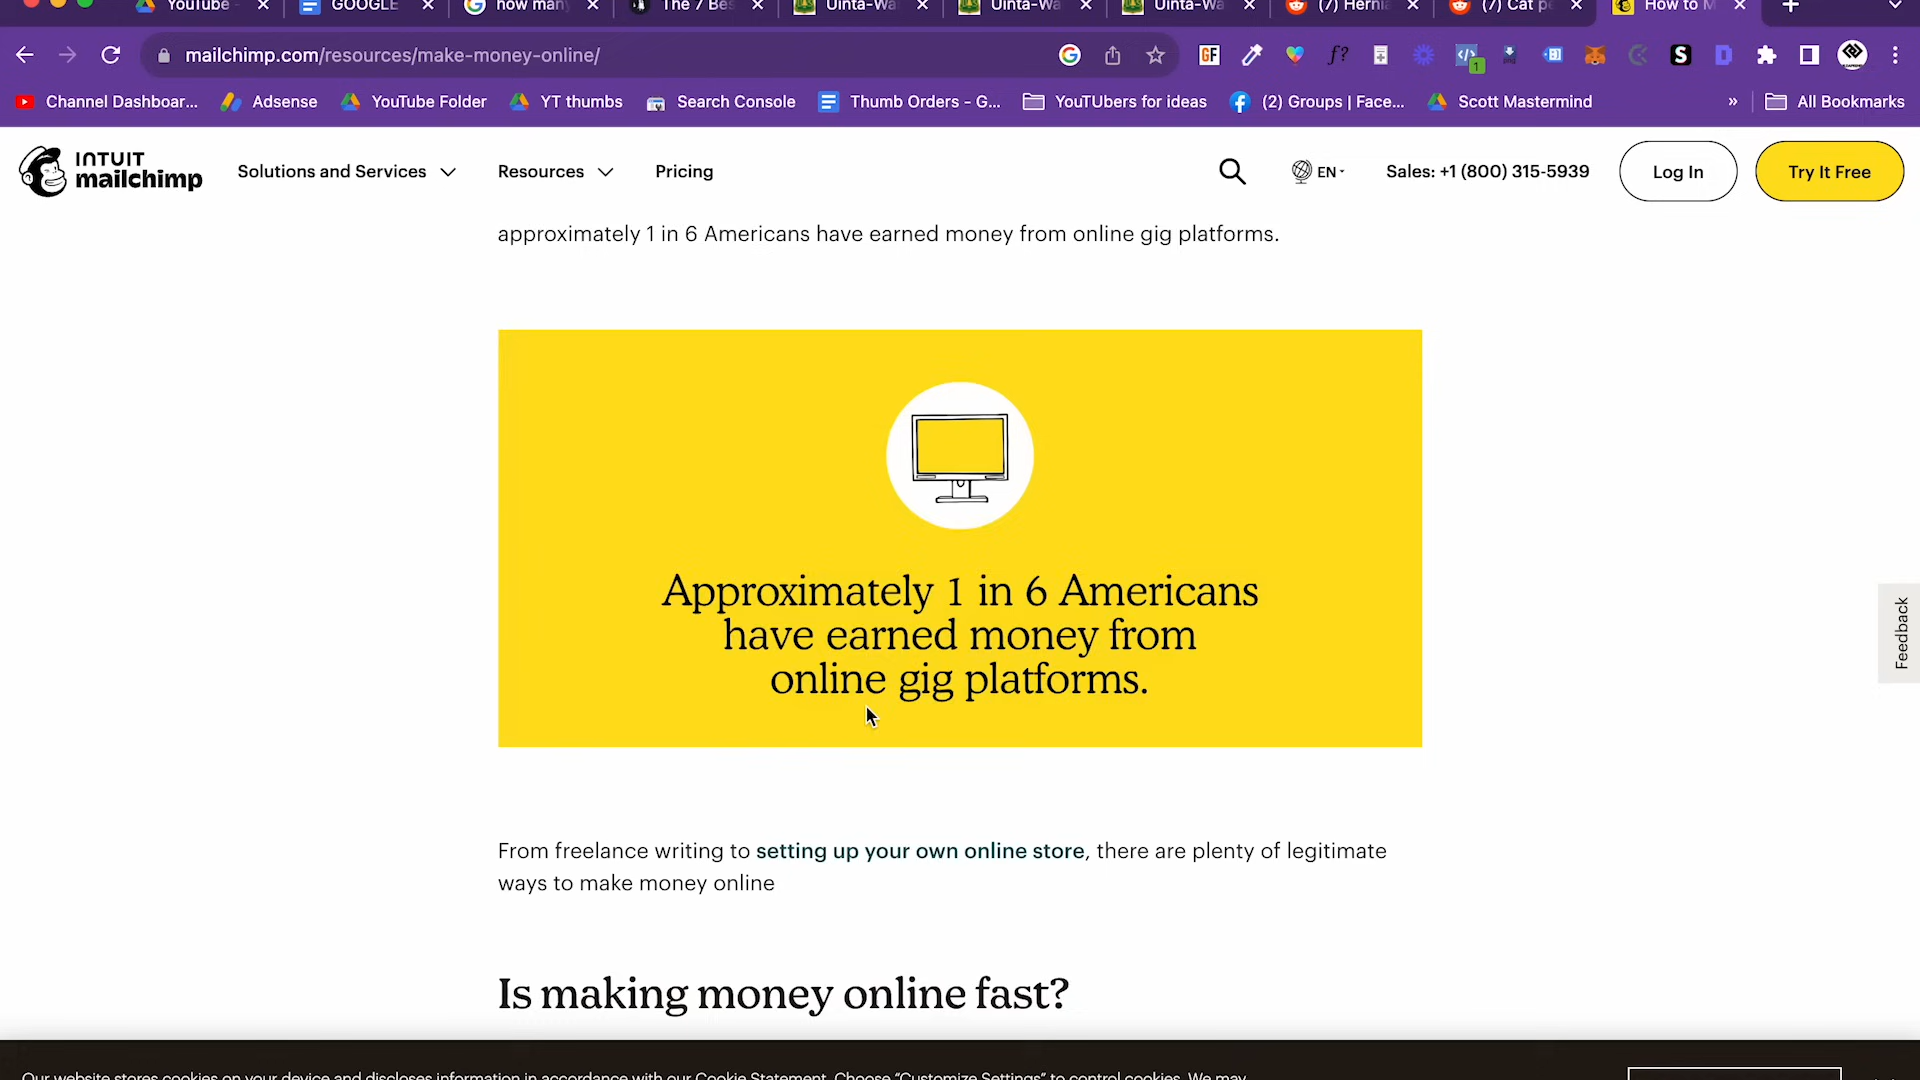 YouTube -
GOOGLE
how many
The 7 Bes
Uinta-Wa
Uinta-Wa
Uinta-Wa
(7) Hernia
(7) Cat pe
How to M
mailchimp.com/resources/make-money-online/
GF
f?
1
S
D
Channel Dashboar...
Adsense
YouTube Folder
YT thumbs
Search Console
Thumb Orders - G...
YouTUbers for ideas
(2) Groups | Face...
Scott Mastermind
»
All Bookmarks
INTUIT
mailchimp
Solutions and Services
Resources
Pricing
EN
Sales: +1 (800) 315-5939
Log In
Try It Free
approximately 1 in 6 Americans have earned money from online gig platforms.
Approximately 1 in 6 Americans
have earned money from
online gig platforms.
Feedback
From freelance writing to setting up your own online store, there are plenty of legitimate
ways to make money online
Is making money online fast?
Our website stores cookies on your device and discloses information in accordance with our Cookie Statement. Choose “Customize Settings” to control cookies. We may